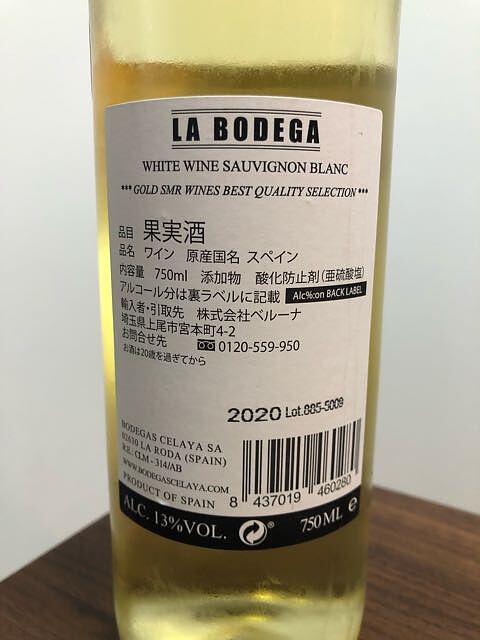 LA BODEGA
WHITE WINE SAUVIGNON BLANC
*** GOLD SMR WINES BEST QUALITY SELECTION ***
品目 果実酒
品名 ワイン 原産国名 スペイン
内容量 750ml 添加物 酸化防止剤(亜硫酸塩)
アルコール分は裏ラベルに記載 Alc%:on BACK LABEL
輸入者・引取先 株式会社ベルーナ
埼玉県上尾市宮本町4-2
お問合せ先 0120-559-950
お酒は20歳を過ぎてから
2020 Lot.885-5009
BODEGAS CELAYA SA
02630 LA RODA (SPAIN)
R.E.: CLM - 314/AB
WWW.BODEGASCELAYA.COM
PRODUCT OF SPAIN
8 437019 460280
ALC. 13%VOL. 750 ML e